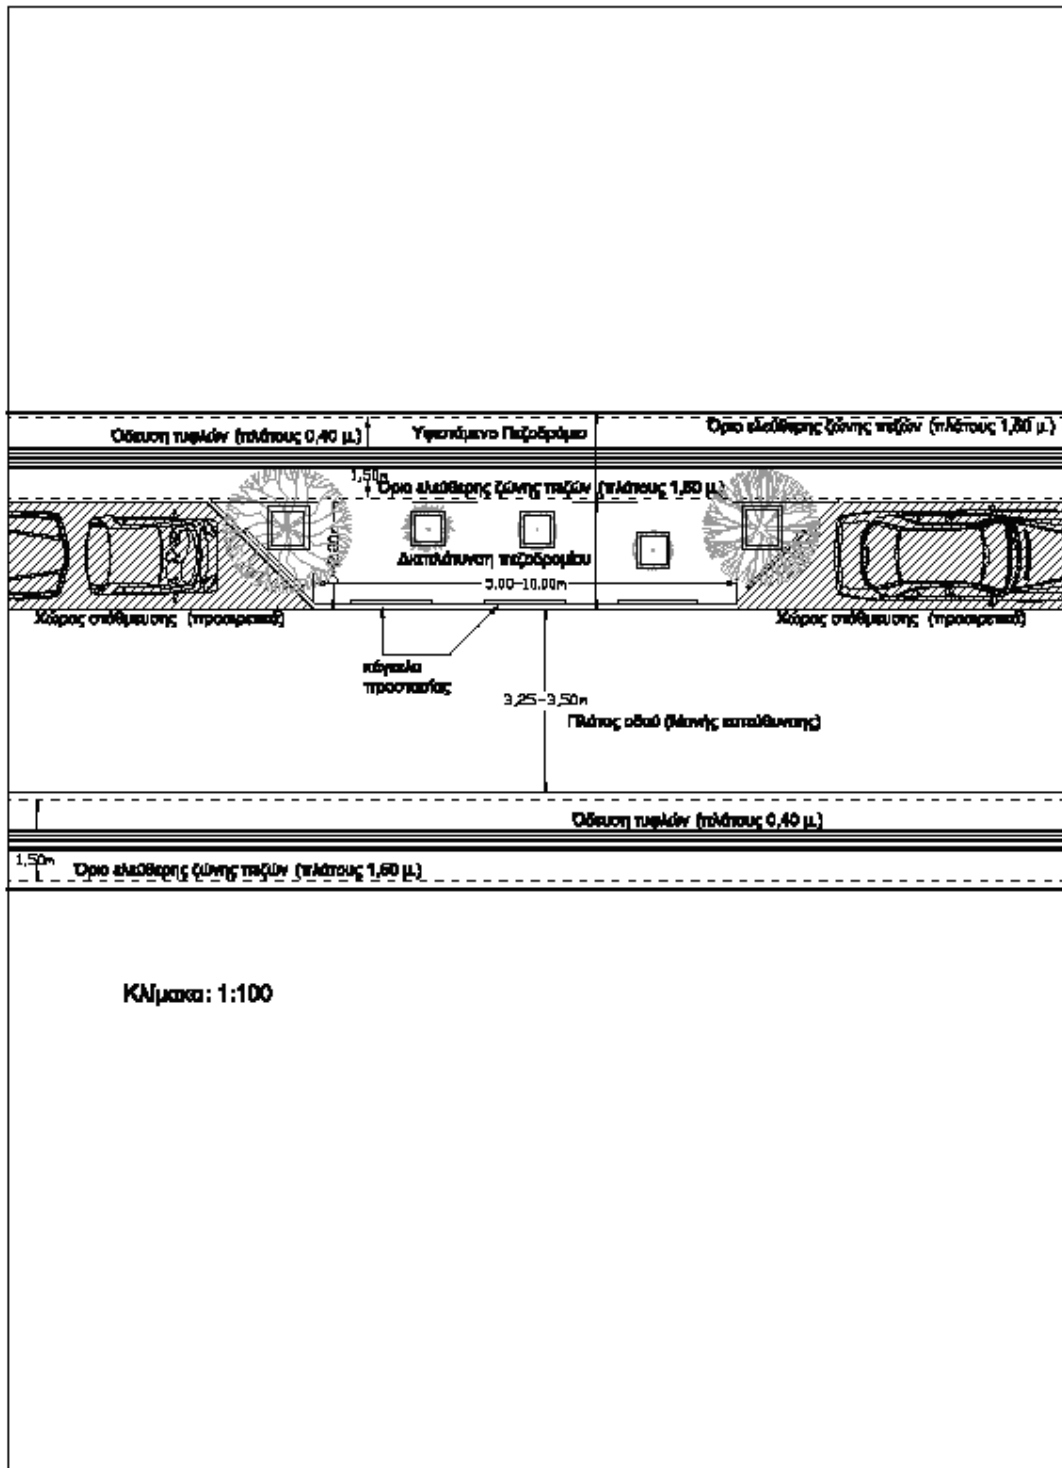 Όδευση τυφλών (πλάτους 0,40 μ.)
Υφιστάμενο Πεζοδρόμιο
Όριο ελεύθερης ζώνης πεζών (πλάτους 1,50 μ.)
1,50m
Όριο ελεύθερης ζώνης πεζών (πλάτους 1,50 μ.)
Διαπλάτυνση πεζοδρομίου
5.00-10.00m
Χώρος στάθμευσης (προαιρετικά)
Χώρος στάθμευσης (προαιρετικά)
κάγκελα
προστασίας
3,25-3,50m
Πλάτος οδού (Μονής κατεύθυνσης)
Όδευση τυφλών (πλάτους 0,40 μ.)
1,50m
Όριο ελεύθερης ζώνης πεζών (πλάτους 1,50 μ.)
Κλίμακα: 1:100